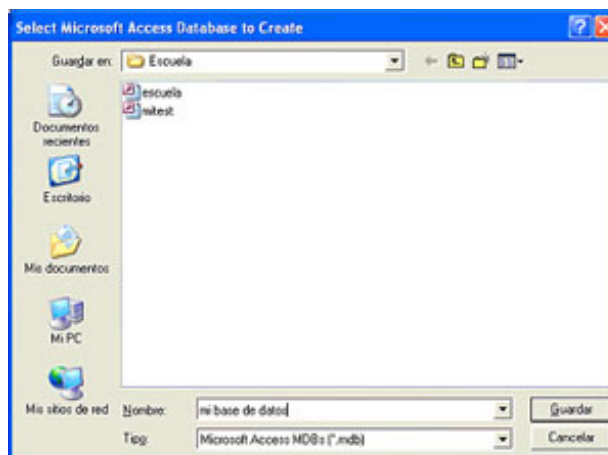 Select Microsoft Access Database to Create
Guardar en: Escuela
escuela
mitest
Documentos
recientes
Escritorio
Mis documentos
Mi PC
Mis sitios de red
Nombre: mi base de datos
Guardar
Tipo: Microsoft Access MDBs (*.mdb)
Cancelar